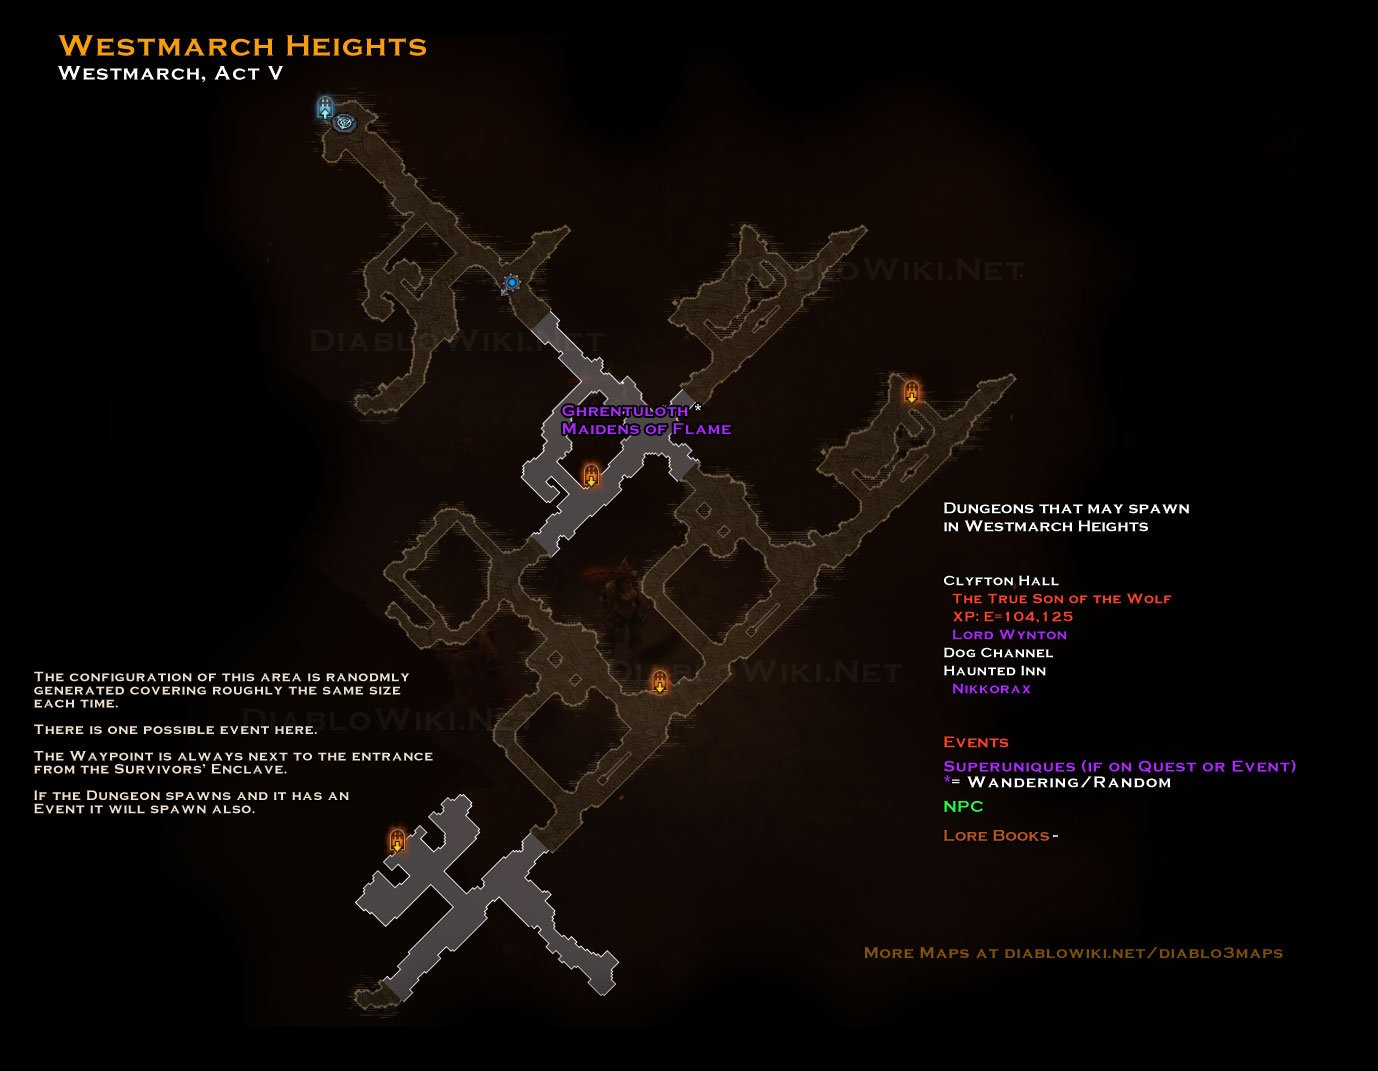 Westmarch Heights
Westmarch, Act V
DiabloWiki.Net
DiabloWiki.Net
Ghrentuloth *
Maidens of Flame
Dungeons that may spawn
in Westmarch Heights
Clyfton Hall
The True Son of the Wolf
XP: E=104,125
Lord Wynton
Dog Channel
Haunted Inn
Nikkorax
DiabloWiki.Net
DiabloWiki.Net
The configuration of this area is ranodmly
generated covering roughly the same size
each time.
There is one possible event here.
The Waypoint is always next to the entrance
from the Survivors' Enclave.
If the Dungeon spawns and it has an
Event it will spawn also.
Events
Superuniques (if on Quest or Event)
*= Wandering/Random
NPC
Lore Books -
More Maps at diablowiki.net/diablo3maps